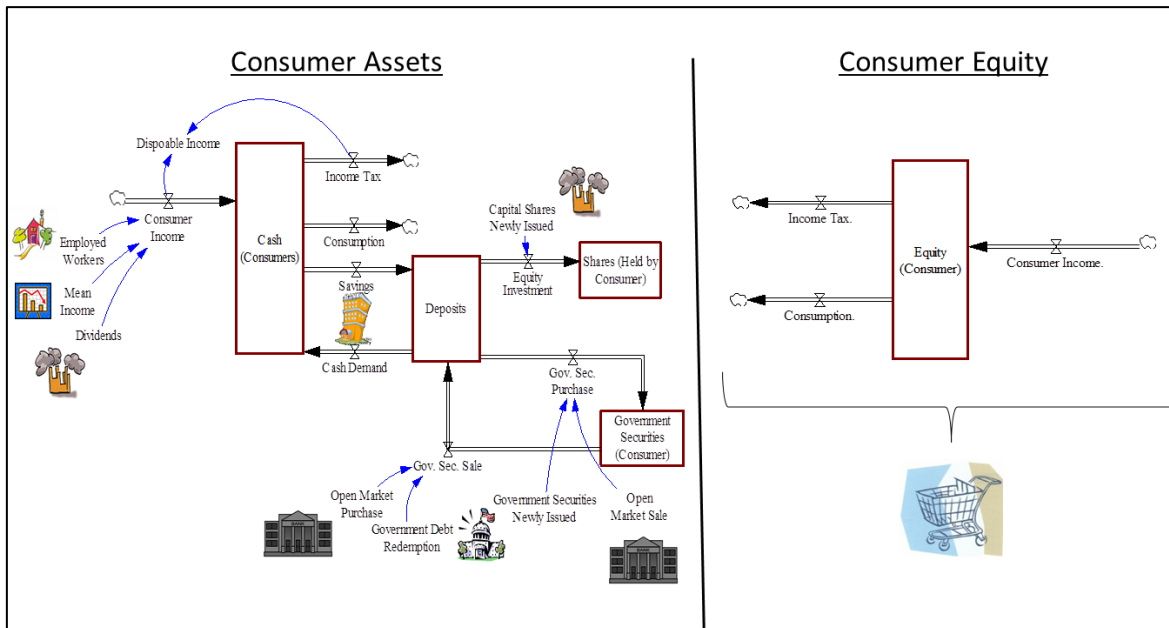 Consumer Assets
Dispoable Income
Income Tax
Consumer
Income
Employed
Workers
Mean
Income
Dividends
Cash
(Consumers)
Consumption
Savings
Cash Demand
Deposits
Capital Shares
Newly Issued
Equity
Investment
Shares (Held by
Consumer)
Gov. Sec.
Purchase
Government
Securities
(Consumer)
Gov. Sec. Sale
Open Market
Purchase
Government Debt
Redemption
Government Securities
Newly Issued
Open
Market Sale
BANK
BANK
Consumer Equity
Income Tax.
Equity
(Consumer)
Consumer Income.
Consumption.